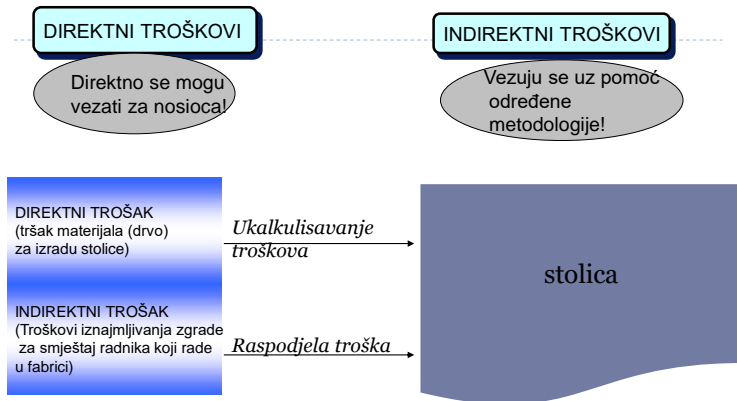 DIREKTNI TROŠKOVI
INDIREKTNI TROŠKOVI
Direktno se mogu
vezati za nosioca!
Vezuju se uz pomoć
određene
metodologije!
DIREKTNI TROŠAK
(tršak materijala (drvo)
za izradu stolice)
Ukalkulisavanje
troškova
stolica
INDIREKTNI TROŠAK
(Troškovi iznajmljivanja zgrade
za smještaj radnika koji rade
u fabrici)
Raspodjela troška